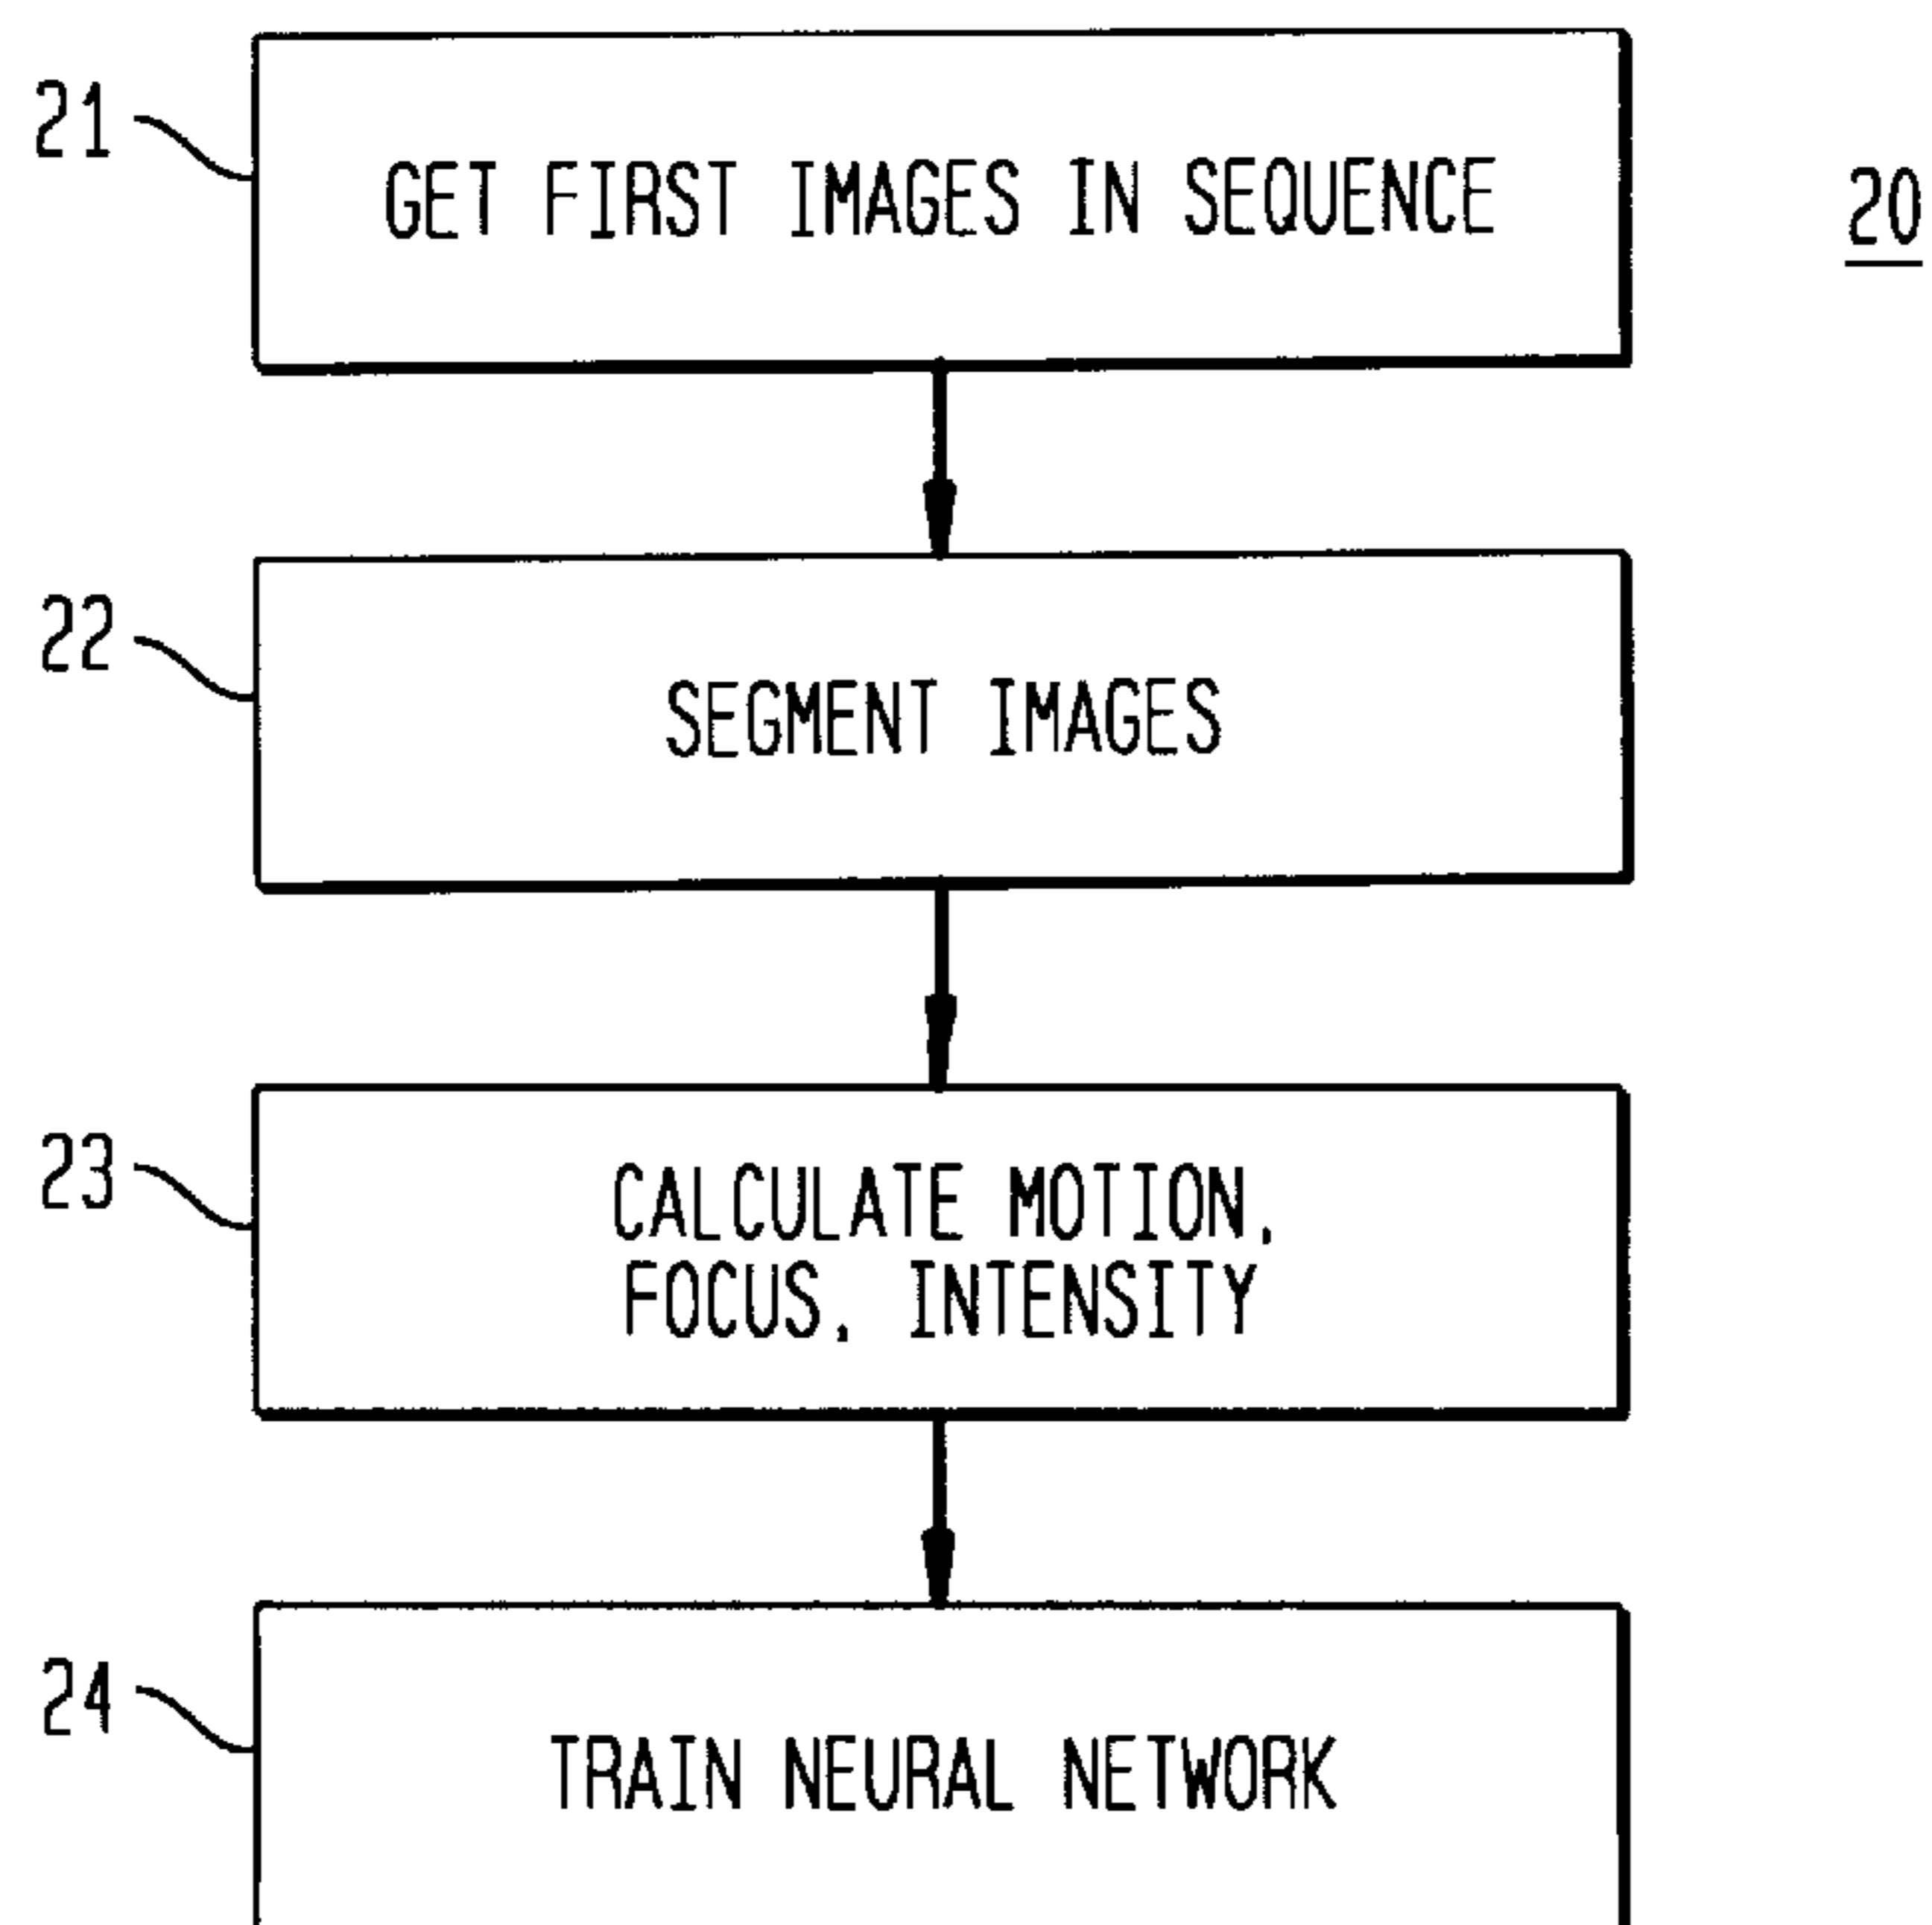 21
GET FIRST IMAGES IN SEQUENCE
20
22
SEGMENT IMAGES
23
CALCULATE MOTION,
FOCUS, INTENSITY
24
TRAIN NEURAL NETWORK